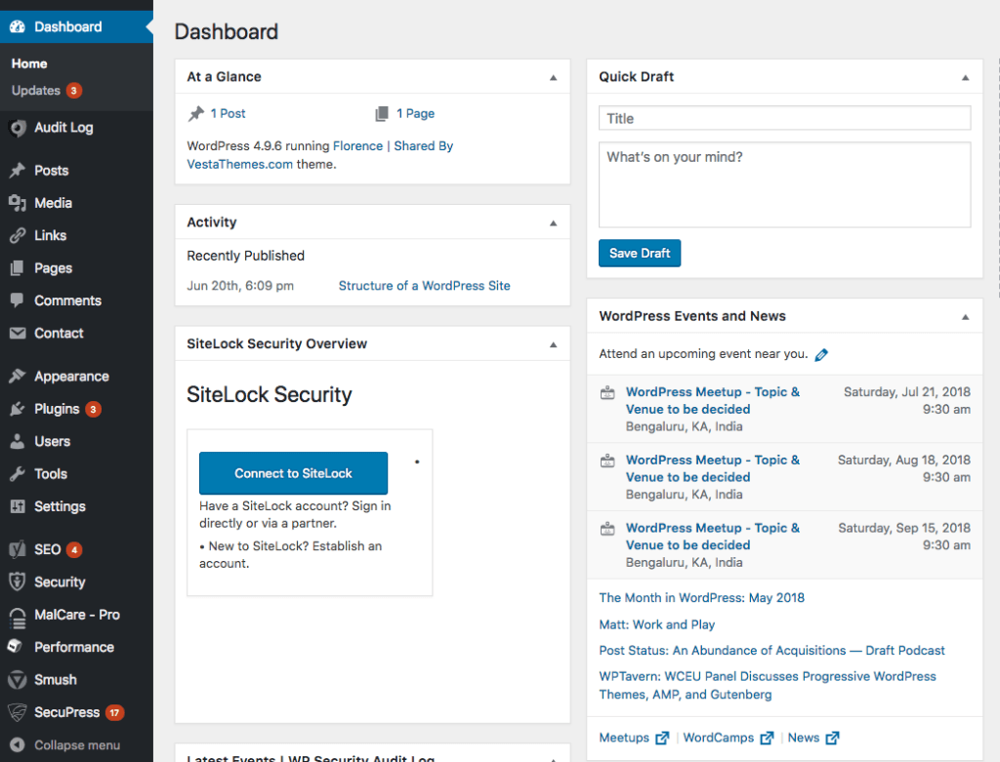 Dashboard
Home
Updates 3
Audit Log
Posts
Media
Links
Pages
Comments
Contact
Appearance
Plugins 3
Users
Tools
Settings
SEO 4
Security
MalCare - Pro
Performance
Smush
SecuPress 17
Collapse menu
Dashboard
At a Glance
1 Post
1 Page
WordPress 4.9.6 running Florence | Shared By
VestaThemes.com theme.
Activity
Recently Published
Jun 20th, 6:09 pm
Structure of a WordPress Site
SiteLock Security Overview
SiteLock Security
Connect to SiteLock
•
Have a SiteLock account? Sign in
directly or via a partner.
• New to SiteLock? Establish an
account.
Latest Events | WP Security Audit Log
Quick Draft
Title
What's on your mind?
Save Draft
WordPress Events and News
Attend an upcoming event near you.
WordPress Meetup - Topic &
Venue to be decided
Bengaluru, KA, India
Saturday, Jul 21, 2018
9:30 am
WordPress Meetup - Topic &
Venue to be decided
Bengaluru, KA, India
Saturday, Aug 18, 2018
9:30 am
WordPress Meetup - Topic &
Venue to be decided
Bengaluru, KA, India
Saturday, Sep 15, 2018
9:30 am
The Month in WordPress: May 2018
Matt: Work and Play
Post Status: An Abundance of Acquisitions — Draft Podcast
WPTavern: WCEU Panel Discusses Progressive WordPress
Themes, AMP, and Gutenberg
Meetups | WordCamps | News